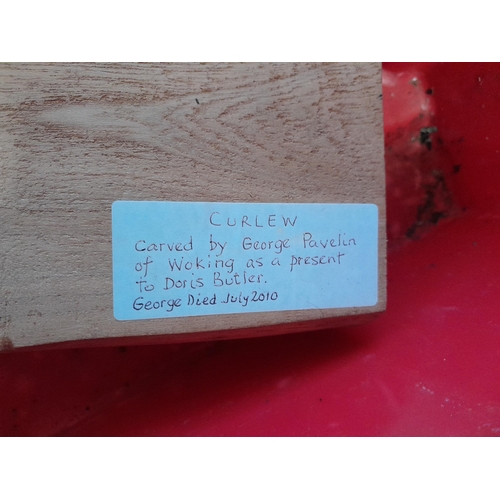 CURLEW
Carved by George Pavelin
of Woking as a present
to Doris Butler.
George Died July 2010